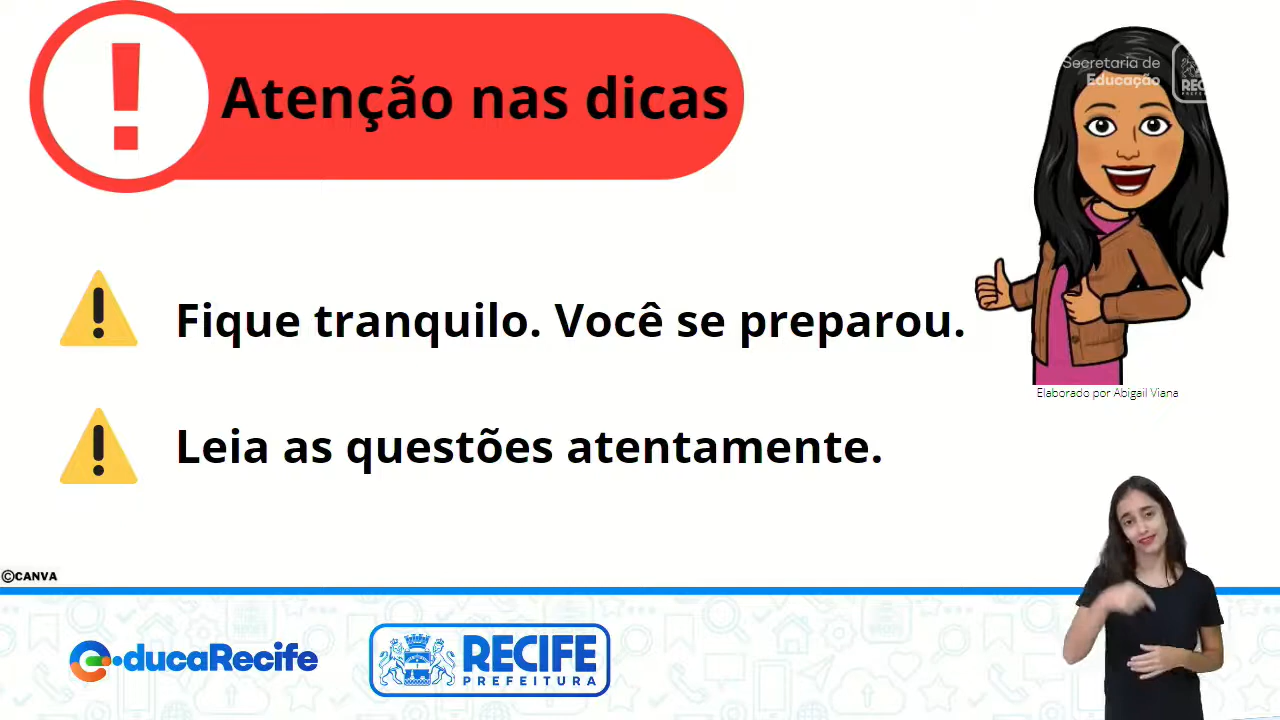 Atenção nas dicas
Secretaria de
Educação
Fique tranquilo. Você se preparou.
Elaborado por Abigail Viana
Leia as questões atentamente.
©CANVA
ducaRecife
RECIFE
PREFEITURA